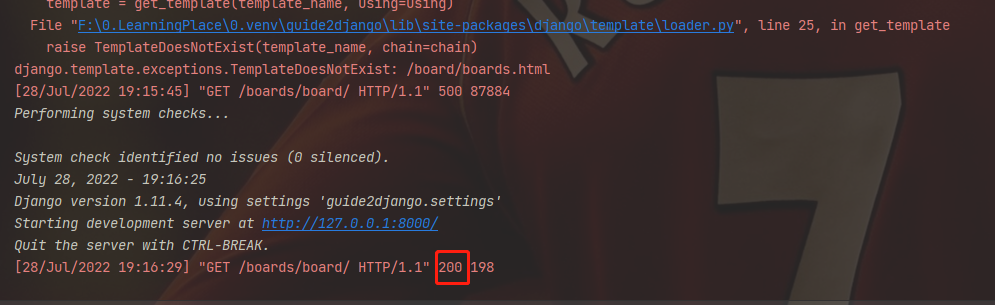 template = get_template(template_name, using=using)
File "F:\0.LearningPlace\0.venv\guide2django\lib\site-packages\django\template\loader.py", line 25, in get_template
raise TemplateDoesNotExist(template_name, chain=chain)
django.template.exceptions.TemplateDoesNotExist: /board/boards.html
[28/Jul/2022 19:15:45] "GET /boards/board/ HTTP/1.1" 500 87884
Performing system checks...
System check identified no issues (0 silenced).
July 28, 2022 - 19:16:25
Django version 1.11.4, using settings 'guide2django.settings'
Starting development server at http://127.0.0.1:8000/
Quit the server with CTRL-BREAK.
[28/Jul/2022 19:16:29] "GET /boards/board/ HTTP/1.1" 200 198
7